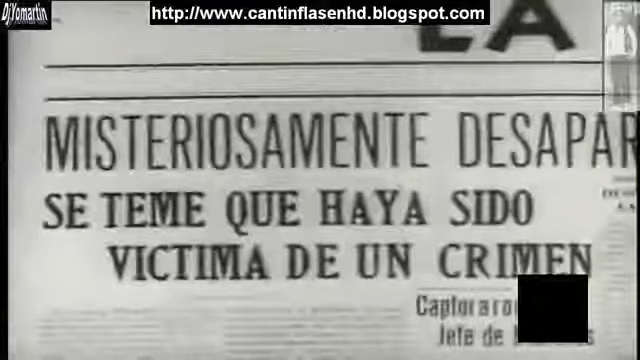 DjYomartin
http://www.cantinflasenhd.blogspot.com
LA
MISTERIOSAMENTE DESAPAR
SE TEME QUE HAYA SIDO
VICTIMA DE UN CRIMEN
Captura
Jefe de